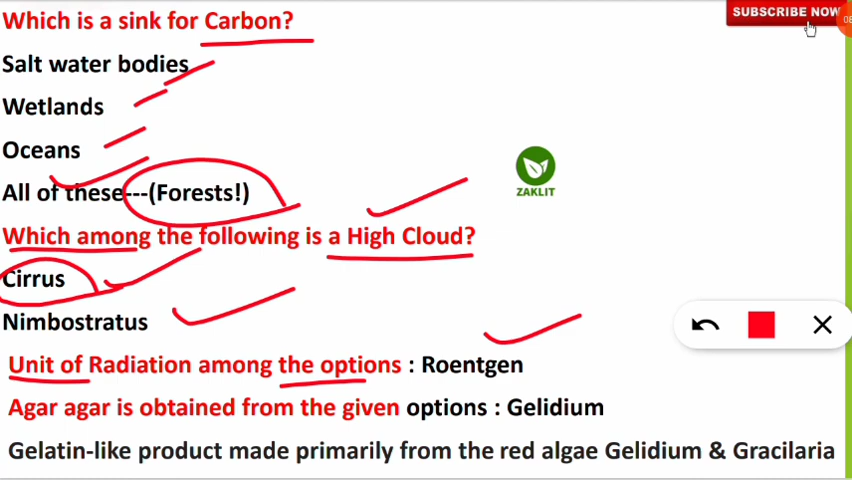 SUBSCRIBE NOW
Which is a sink for Carbon?
Salt water bodies
Wetlands
Oceans
ZAKLIT
All of these---(Forests!)
Which among the following is a High Cloud?
Cirrus
Nimbostratus
Unit of Radiation among the options : Roentgen
Agar agar is obtained from the given options : Gelidium
Gelatin-like product made primarily from the red algae Gelidium & Gracilaria